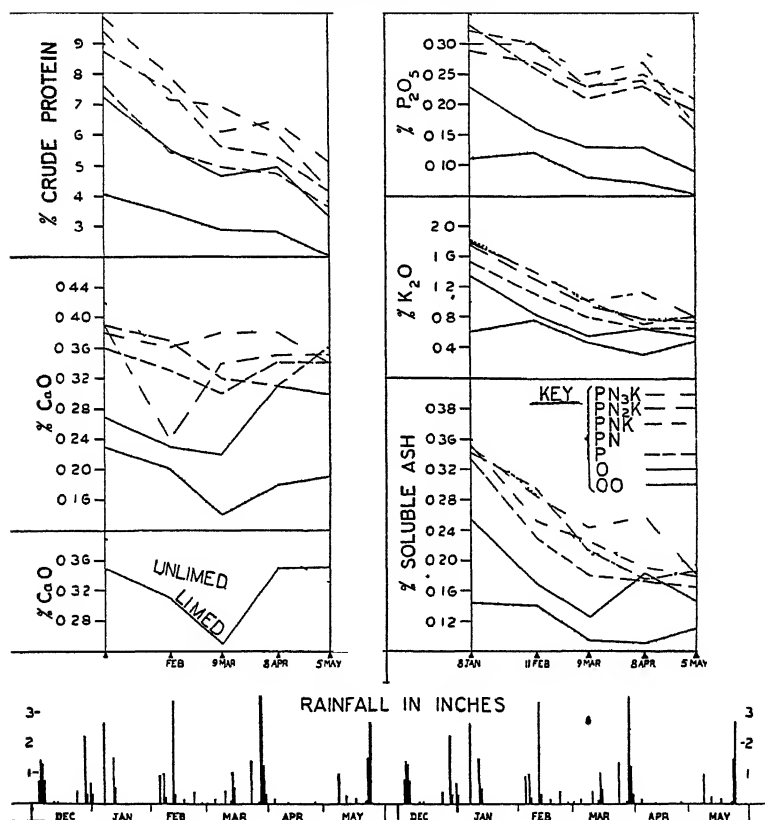 % CRUDE PROTEIN
9
8
7
6
5
4
3
% CaO
0.44
0.40
0.36
0.32
0.28
0.24
0.20
0.16
% CaO
0.36
0.32
0.28
UNLIMED
LIMED
FEB
9 MAR
8 APR
5 MAY
% P2O5
0.30
0.25
0.20
0.15
0.10
% K2O
2.0
1.6
1.2
0.8
0.4
% SOLUBLE ASH
0.38
0.36
0.32
0.24
0.20
0.16
0.12
KEY
PN3K
PN2K
PNK
PN
P
O
OO
8 JAN
11 FEB
9 MAR
8 APR
5 MAY
RAINFALL IN INCHES
3
2
1
3
2
1
DEC JAN FEB MAR APR MAY DEC JAN FEB MAR APR MAY